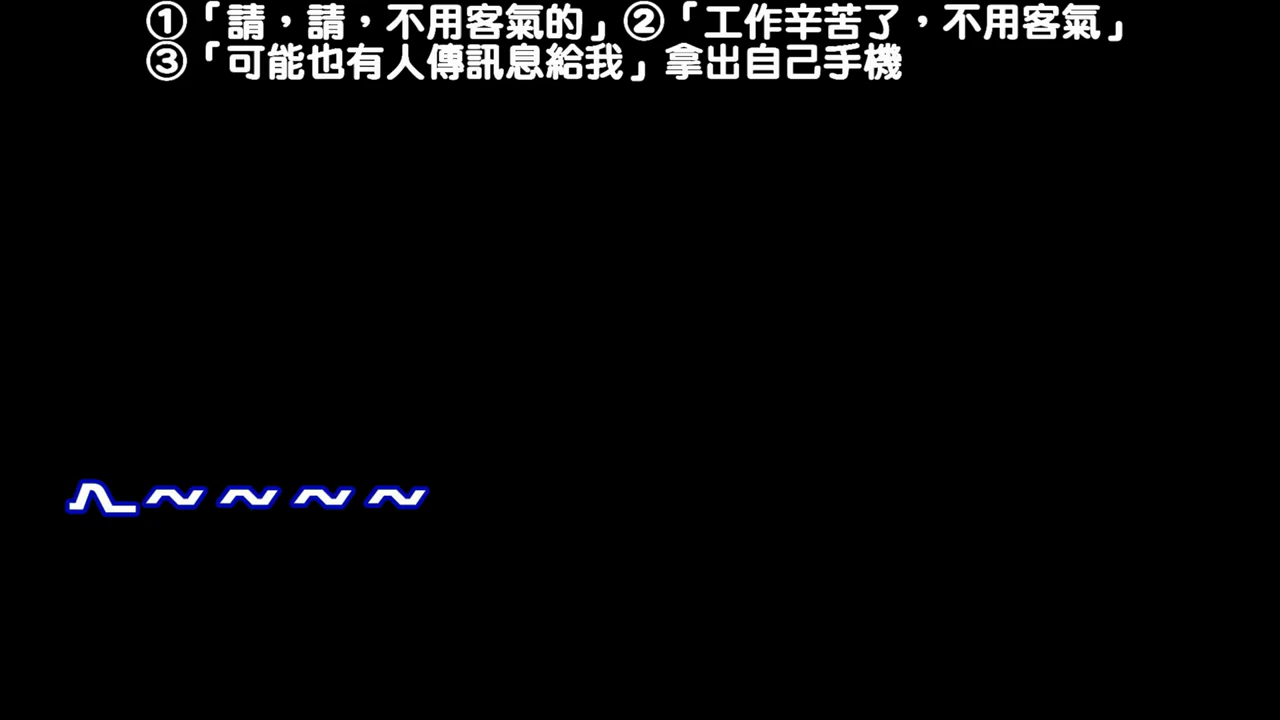 ①「請，請，不用客氣的」②「工作辛苦了，不用客氣」
③「可能也有人傳訊息給我」拿出自己手機
へ～～～～